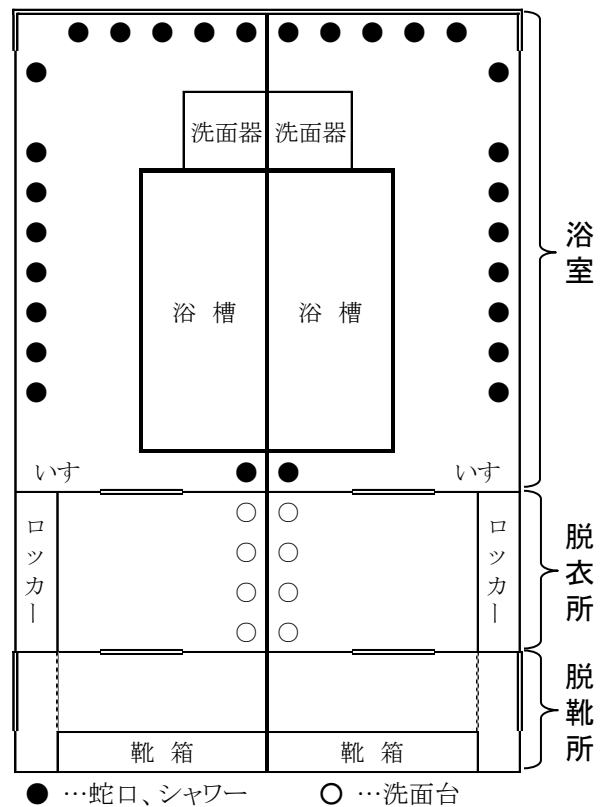 洗面器 洗面器
浴室
浴槽 浴槽
いす いす
ロッカー ロッカー
脱衣所
脱靴所
靴箱 靴箱
● …蛇口、シャワー ○ …洗面台